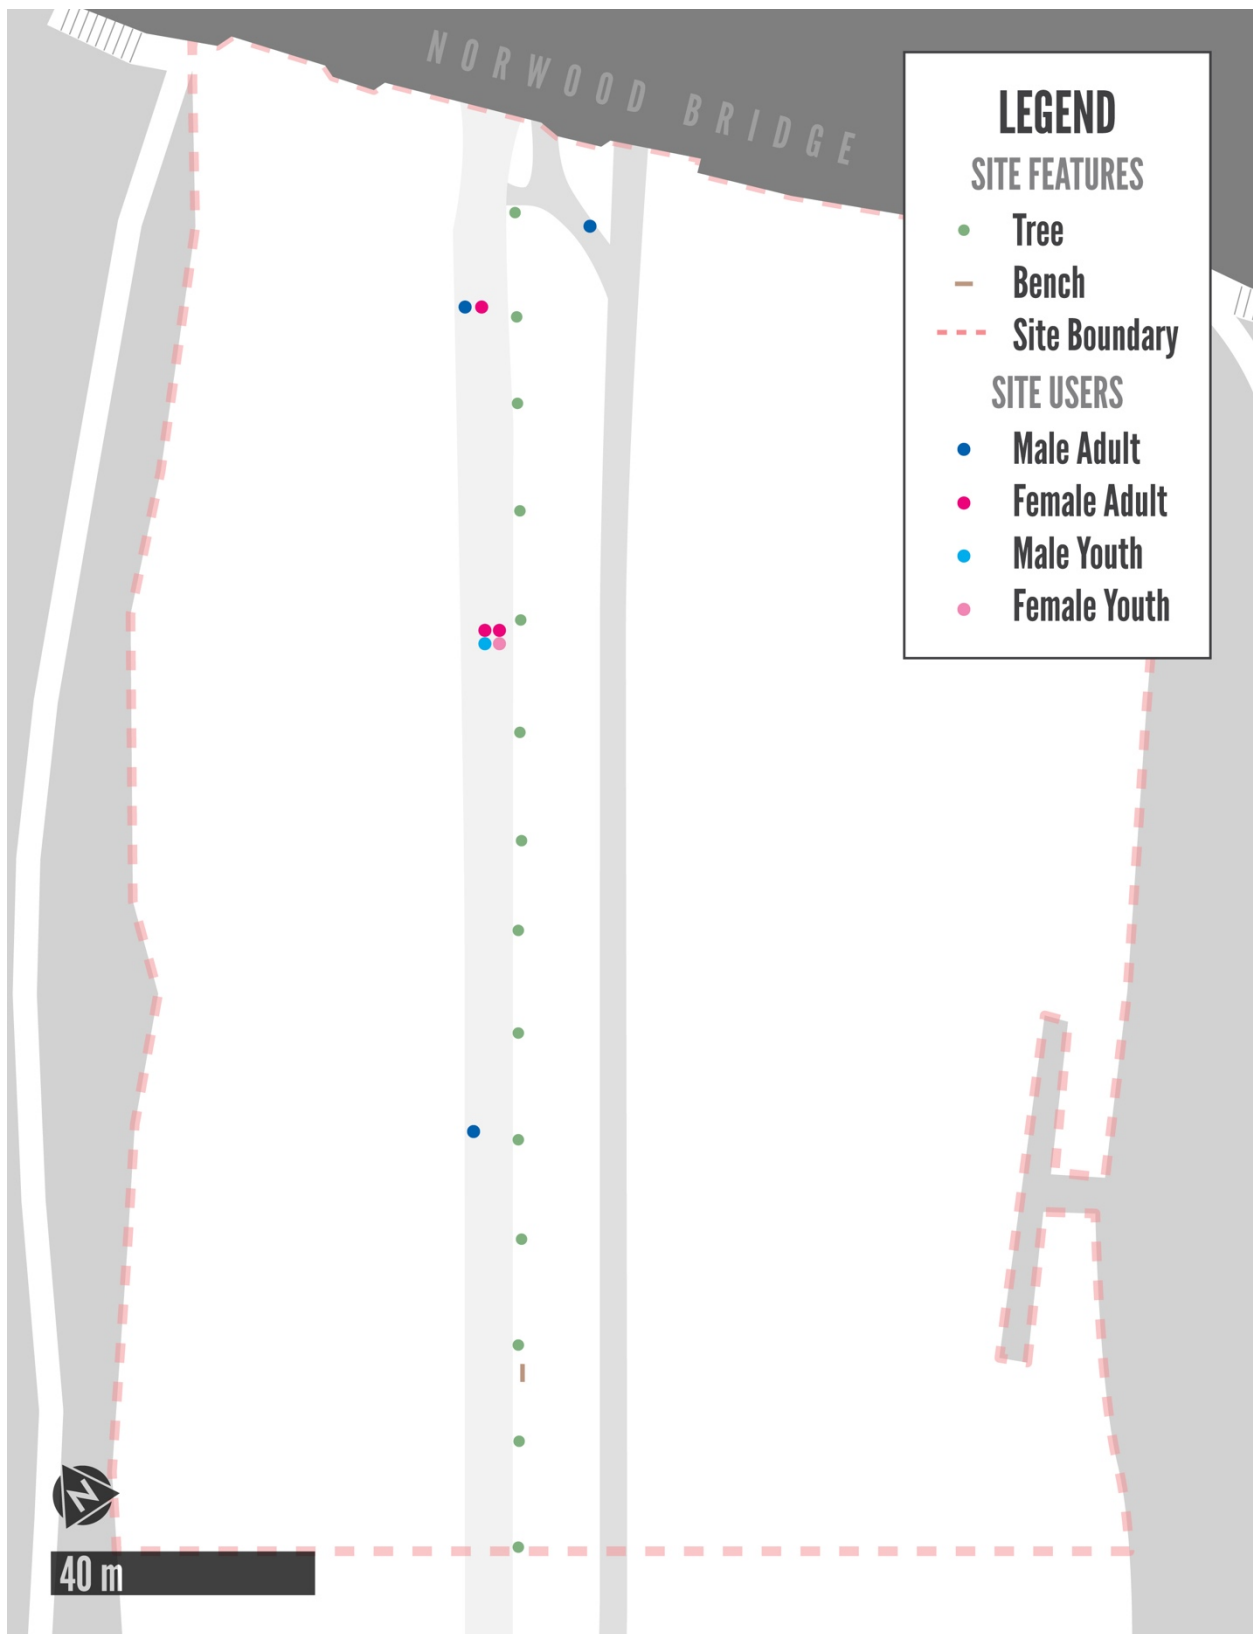 NORWOOD BRIDGE
LEGEND
SITE FEATURES
Tree
Bench
Site Boundary
SITE USERS
Male Adult
Female Adult
Male Youth
Female Youth
N
40 m